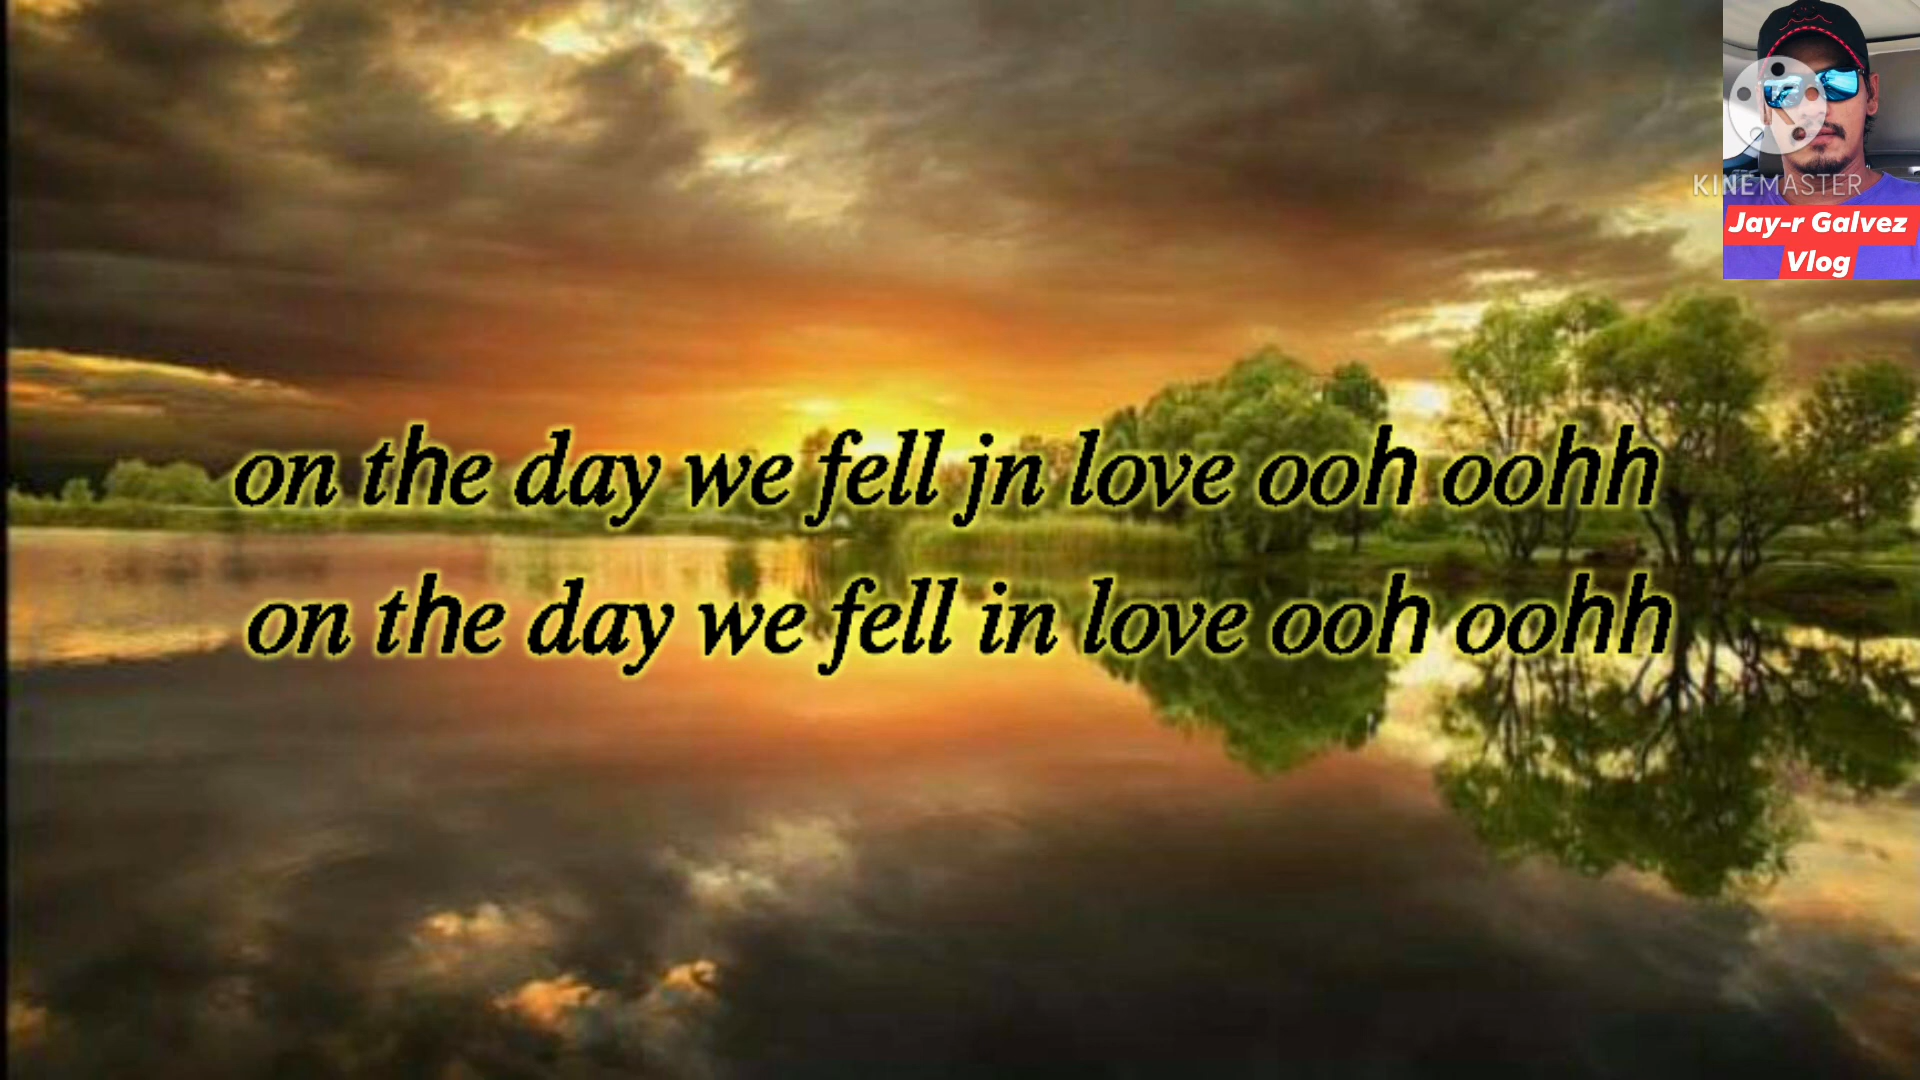 KINEMASTER
Jay-r Galvez
Vlog
on the day we fell jn love ooh oohh
on the day we fell in love ooh oohh